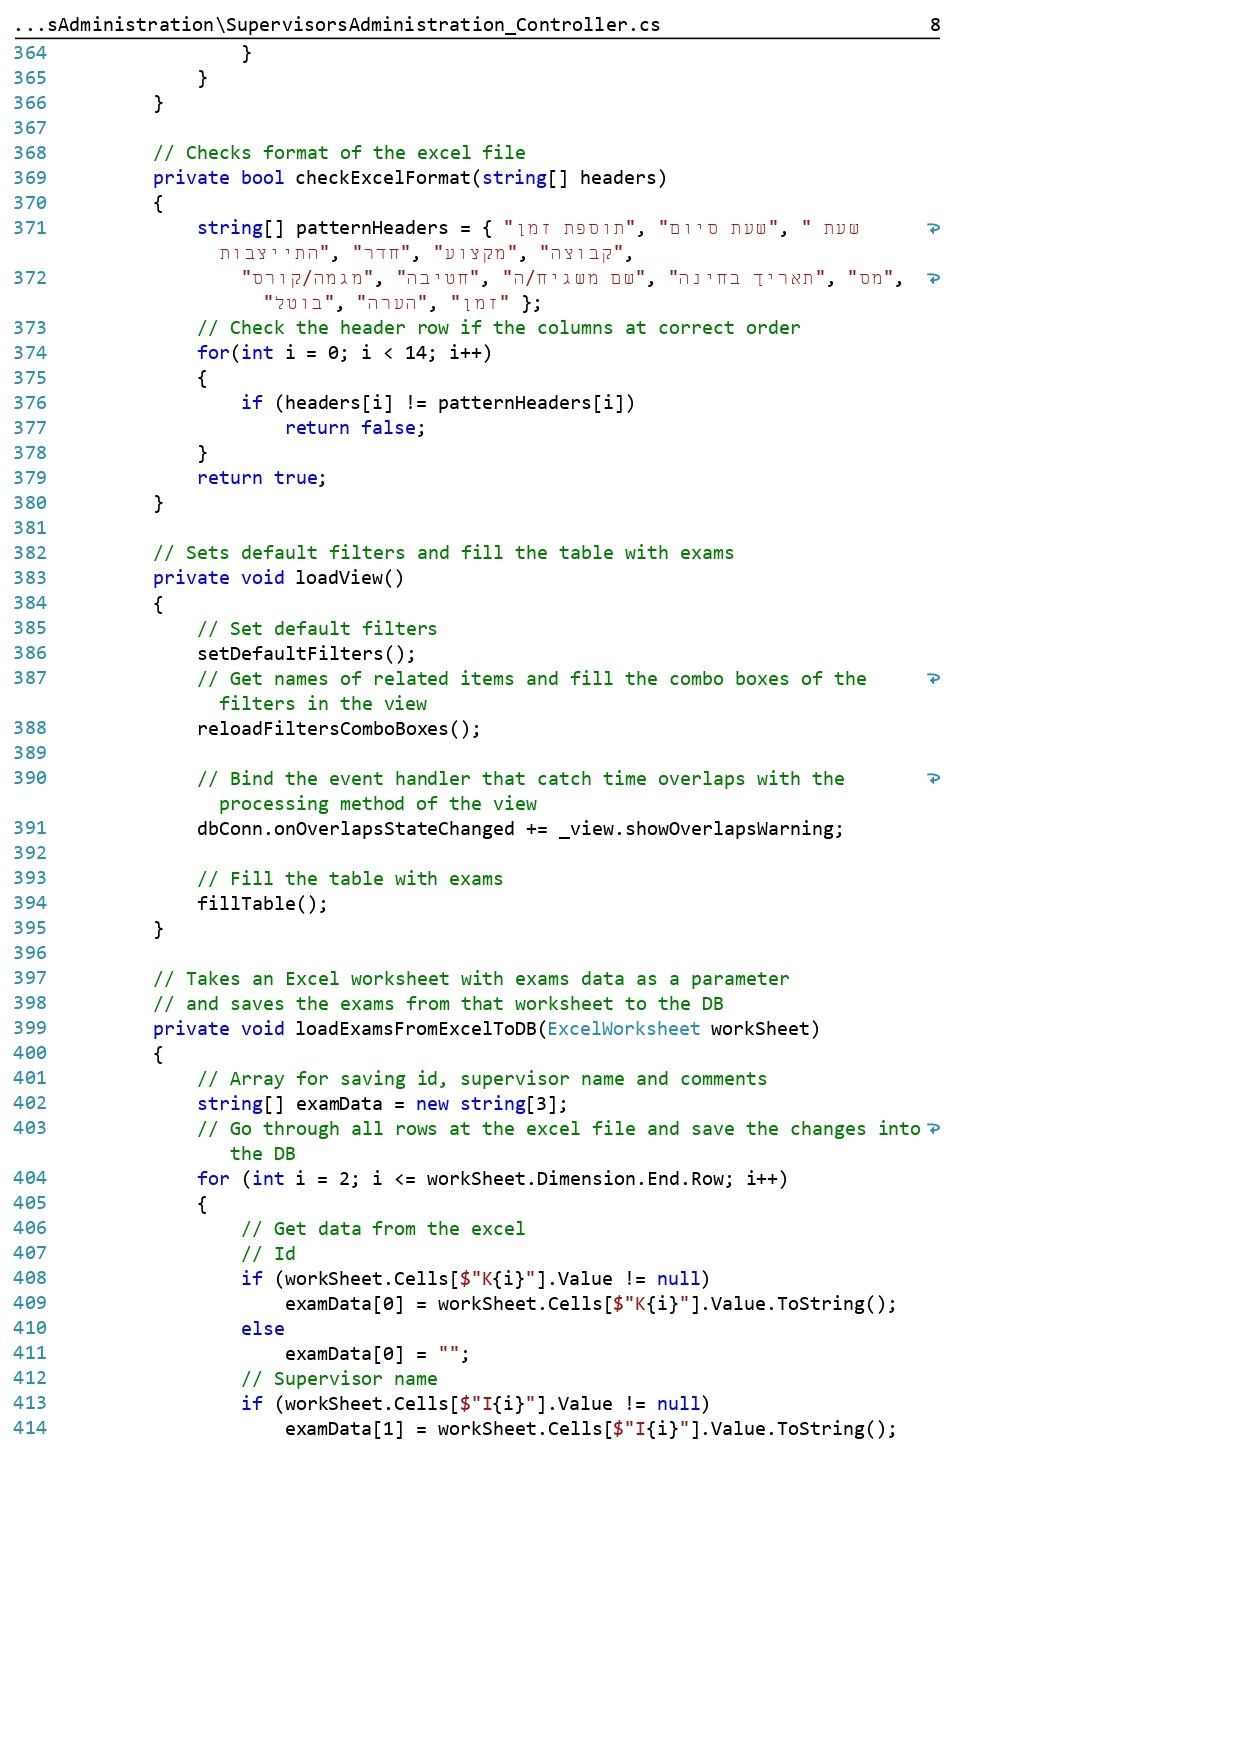 ...sAdministration\SupervisorsAdministration_Controller.cs 8
364 }
365 }
366 }
367
368 // Checks format of the excel file
369 private bool checkExcelFormat(string[] headers)
370 {
371 string[] patternHeaders = { "תוספת זמן", "שעת סיום", "שעת
התייצבות", "חדר", "מקצוע", "קבוצה",
372 "מגמה/קורס", "חטיבה", "שם משגיח/ה", "תאריך בחינה", "מס",
"זמן", "הערה", "בוטל" };
373 // Check the header row if the columns at correct order
374 for(int i = 0; i < 14; i++)
375 {
376 if (headers[i] != patternHeaders[i])
377 return false;
378 }
379 return true;
380 }
381
382 // Sets default filters and fill the table with exams
383 private void loadView()
384 {
385 // Set default filters
386 setDefaultFilters();
387 // Get names of related items and fill the combo boxes of the
filters in the view
388 reloadFiltersComboBoxes();
389
390 // Bind the event handler that catch time overlaps with the
processing method of the view
391 dbConn.onOverlapsStateChanged += _view.showOverlapsWarning;
392
393 // Fill the table with exams
394 fillTable();
395 }
396
397 // Takes an Excel worksheet with exams data as a parameter
398 // and saves the exams from that worksheet to the DB
399 private void loadExamsFromExcelToDB(ExcelWorksheet workSheet)
400 {
401 // Array for saving id, supervisor name and comments
402 string[] examData = new string[3];
403 // Go through all rows at the excel file and save the changes into
the DB
404 for (int i = 2; i <= workSheet.Dimension.End.Row; i++)
405 {
406 // Get data from the excel
407 // Id
408 if (workSheet.Cells[$"K{i}"].Value != null)
409 examData[0] = workSheet.Cells[$"K{i}"].Value.ToString();
410 else
411 examData[0] = "";
412 // Supervisor name
413 if (workSheet.Cells[$"I{i}"].Value != null)
414 examData[1] = workSheet.Cells[$"I{i}"].Value.ToString();